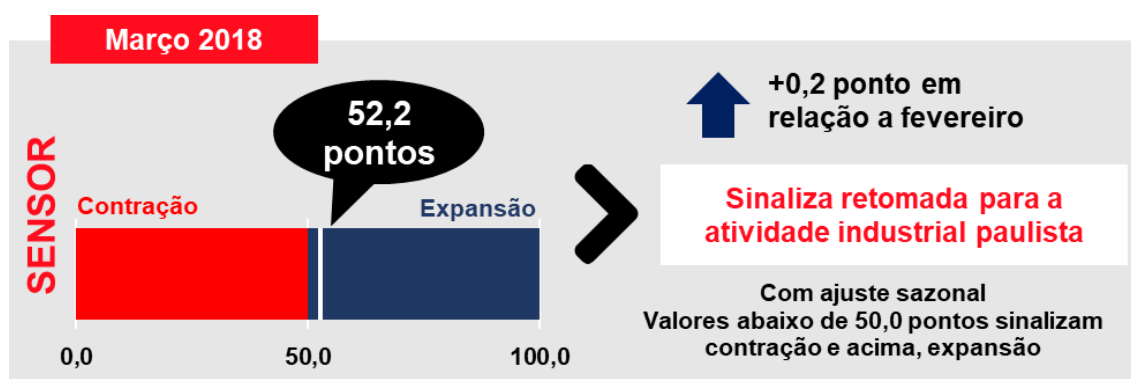 Março 2018
SENSOR
52,2
pontos
Contração
Expansão
0,0
50,0
100,0
+0,2 ponto em
relação a fevereiro
Sinaliza retomada para a
atividade industrial paulista
Com ajuste sazonal
Valores abaixo de 50,0 pontos sinalizam
contração e acima, expansão